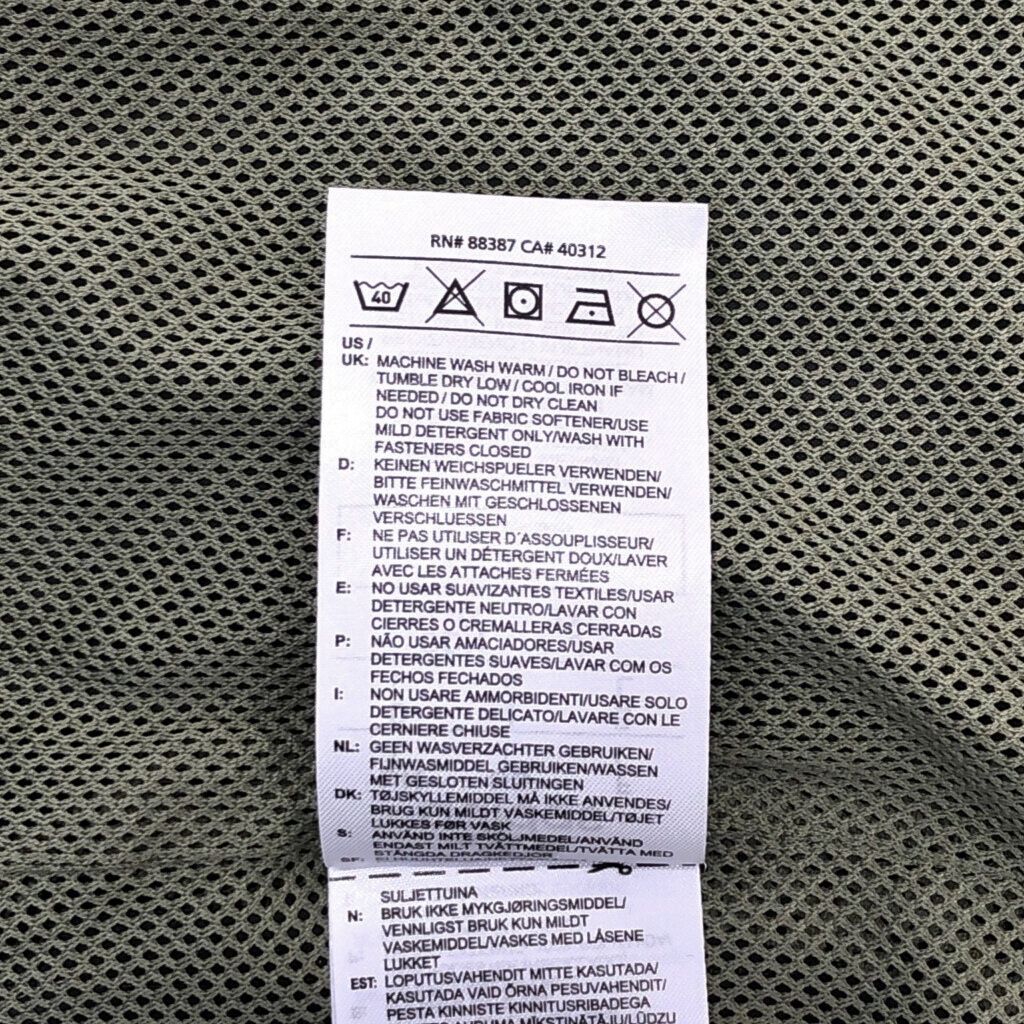 RN# 88387 CA# 40312
40
US /
UK: MACHINE WASH WARM / DO NOT BLEACH /
TUMBLE DRY LOW / COOL IRON IF
NEEDED / DO NOT DRY CLEAN
DO NOT USE FABRIC SOFTENER/USE
MILD DETERGENT ONLY/WASH WITH
FASTENERS CLOSED
D: KEINEN WEICHSPUELER VERWENDEN/
BITTE FEINWASCHMITTEL VERWENDEN/
WASCHEN MIT GESCHLOSSENEN
VERSCHLUESSEN
F: NE PAS UTILISER D´ASSOUPLISSEUR/
UTILISER UN DÉTERGENT DOUX/LAVER
AVEC LES ATTACHES FERMÉES
E: NO USAR SUAVIZANTES TEXTILES/USAR
DETERGENTE NEUTRO/LAVAR CON
CIERRES O CREMALLERAS CERRADAS
P: NÃO USAR AMACIADORES/USAR
DETERGENTES SUAVES/LAVAR COM OS
FECHOS FECHADOS
I: NON USARE AMMORBIDENTI/USARE SOLO
DETERGENTE DELICATO/LAVARE CON LE
CERNIERE CHIUSE
NL: GEEN WASVERZACHTER GEBRUIKEN/
FIJNWASMIDDEL GEBRUIKEN/WASSEN
MET GESLOTEN SLUITINGEN
DK: TØJSKYLLEMIDDEL MÅ IKKE ANVENDES/
BRUG KUN MILDT VASKEMIDDEL/TØJET
LUKKES FØR VASK
S: ANVÄND INTE SKÖLJMEDEL/ANVÄND
ENDAST MILT TVÄTTMEDEL/TVÄTTA MED
STÄNGDA DRAGKEDJOR
SF:
SULJETTUINA
N: BRUK IKKE MYKGJØRINGSMIDDEL/
VENNLIGST BRUK KUN MILDT
VASKEMIDDEL/VASKES MED LÅSENE
LUKKET
EST: LOPUTUSVAHENDIT MITTE KASUTADA/
KASUTADA VAID ÕRNA PESUVAHENDIT/
PESTA KINNISTE KINNITUSRIBADEGA
MĪKSTINĀTĀJU/LŪDZU